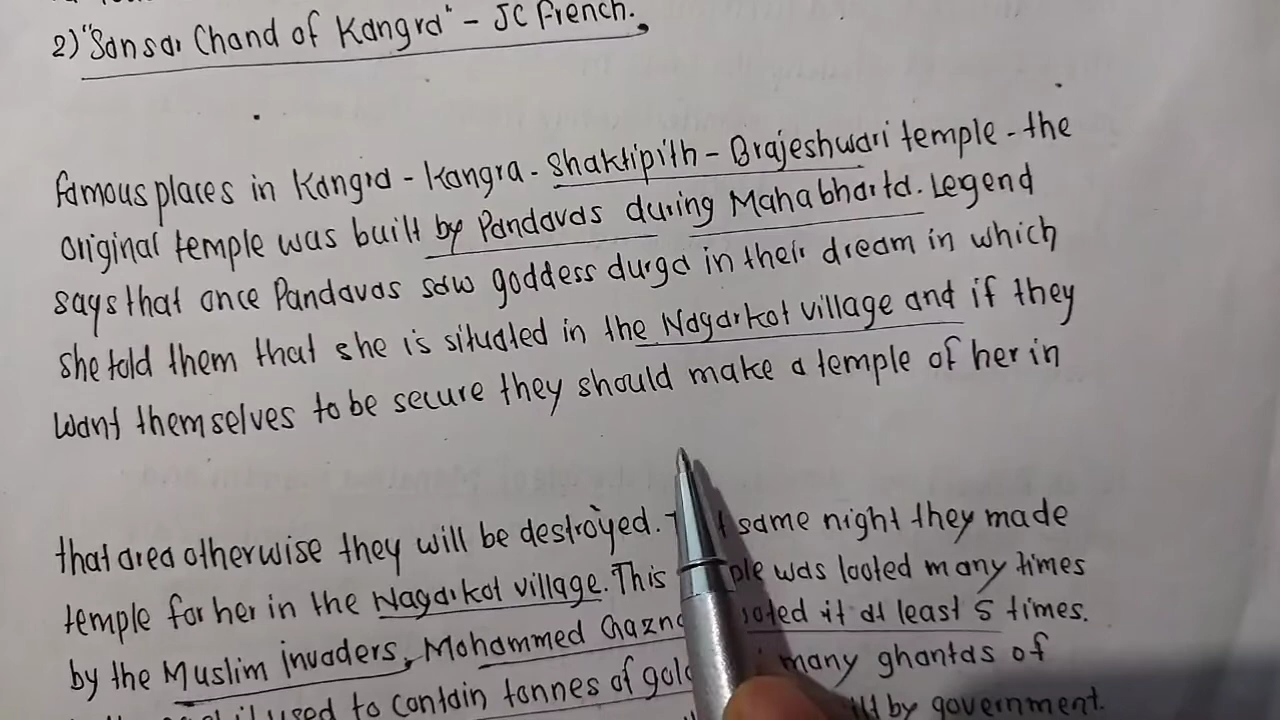 2) "Sansar Chand of Kangra" - JC French.
Famous places in Kangra - Kangra - Shaktipith - Brajeshwari temple - the
original temple was built by Pandavas during Mahabharta. Legend
says that once Pandavas saw goddess durga in their dream in which
she told them that she is situated in the Nagarkot village and if they
want themselves to be secure they should make a temple of her in
that area otherwise they will be destroyed. same night they made
temple for her in the Nagarkot village. This was looted many times
by the Muslim invaders, Mohammed it at least 5 times.
it used to contain tonnes of many ghantas of
by government.